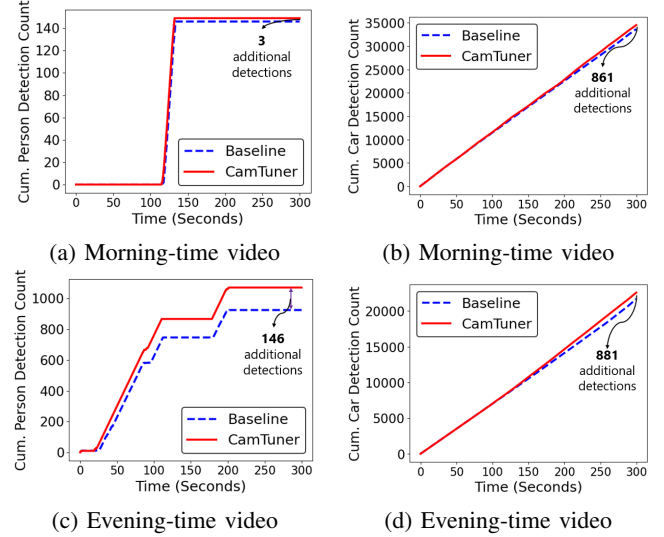 Cum. Person Detection Count
140
120
100
80
60
40
20
0
3
additional
detections
Baseline
CamTuner
0 50 100 150 200 250 300
Time (Seconds)
(a) Morning-time video
Cum. Car Detection Count
35000
30000
25000
20000
15000
10000
5000
0
Baseline
CamTuner
861
additional
detections
0 50 100 150 200 250 300
Time (Seconds)
(b) Morning-time video
Cum. Person Detection Count
1000
800
600
400
200
0
146
additional
detections
Baseline
CamTuner
0 50 100 150 200 250 300
Time (Seconds)
(c) Evening-time video
Cum. Car Detection Count
20000
15000
10000
5000
0
Baseline
CamTuner
881
additional
detections
0 50 100 150 200 250 300
Time (Seconds)
(d) Evening-time video